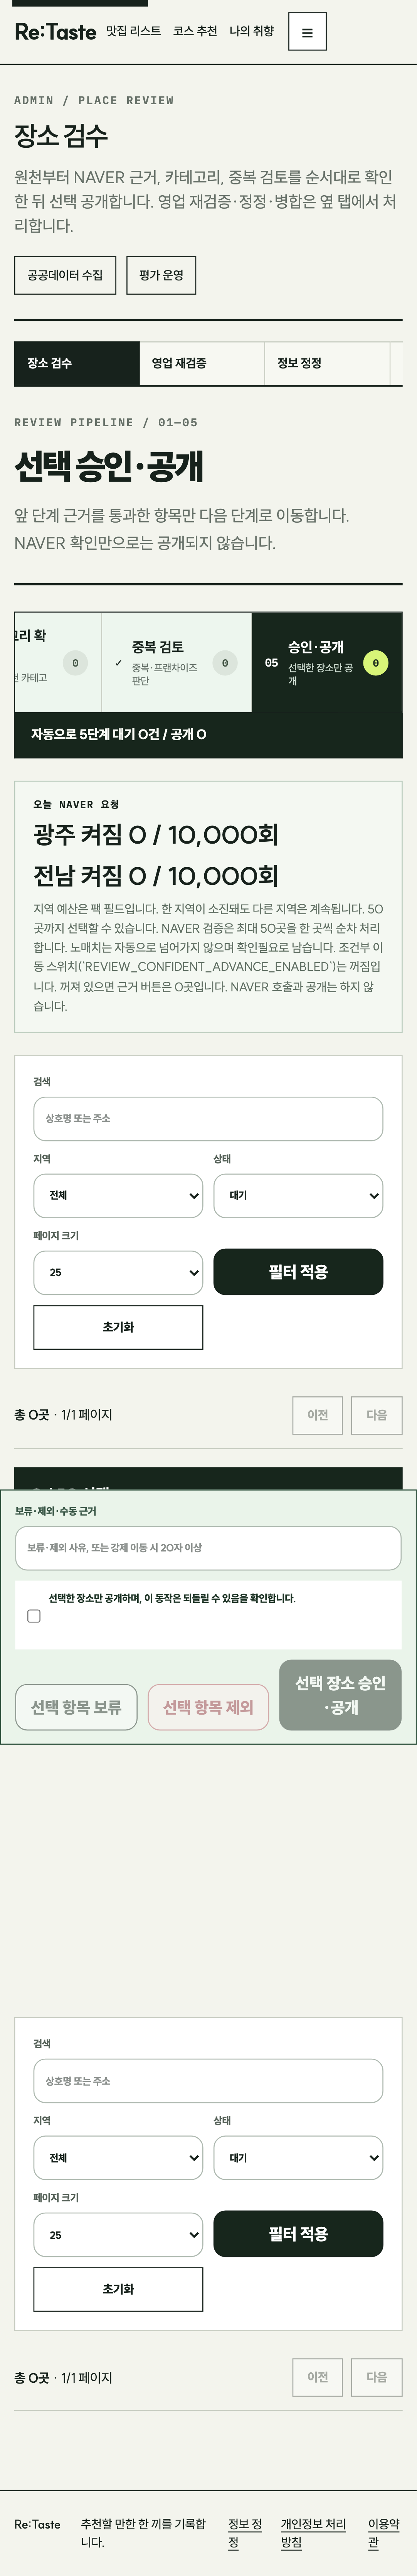 Re:Taste 맛집 리스트 코스 추천 나의 취향
ADMIN / PLACE REVIEW
장소 검수
원천부터 NAVER 근거, 카테고리, 중복 검토를 순서대로 확인
한 뒤 선택 공개합니다. 영업 재검증·정정·병합은 옆 탭에서 처
리합니다.
공공데이터 수집 평가 운영
장소 검수 영업 재검증 정보 정정
REVIEW PIPELINE / 01—05
선택 승인·공개
앞 단계 근거를 통과한 항목만 다음 단계로 이동합니다.
NAVER 확인만으로는 공개되지 않습니다.
고리 확
현 카테고
0
✓ 중복 검토
중복·프랜차이즈
판단
0
05 승인·공개
선택한 장소만 공
개
0
자동으로 5단계 대기 0건 / 공개 0
오늘 NAVER 요청
광주 켜짐 0 / 10,000회
전남 켜짐 0 / 10,000회
지역 예산은 팩 필드입니다. 한 지역이 소진돼도 다른 지역은 계속됩니다. 50
곳까지 선택할 수 있습니다. NAVER 검증은 최대 50곳을 한 곳씩 순차 처리
합니다. 노매치는 자동으로 넘어가지 않으며 확인필요로 남습니다. 조건부 이
동 스위치(`REVIEW_CONFIDENT_ADVANCE_ENABLED`)는 꺼짐입
니다. 꺼져 있으면 근거 버튼은 0곳입니다. NAVER 호출과 공개는 하지 않
습니다.
검색
상호명 또는 주소
지역 상태
전체 대기
페이지 크기
25 필터 적용
초기화
총 0곳 · 1/1 페이지 이전 다음
보류·제외·수동 근거
보류·제외 사유, 또는 강제 이동 시 20자 이상
선택한 장소만 공개하며, 이 동작은 되돌릴 수 있음을 확인합니다.
선택 항목 보류 선택 항목 제외 선택 장소 승인
·공개
검색
상호명 또는 주소
지역 상태
전체 대기
페이지 크기
25 필터 적용
초기화
총 0곳 · 1/1 페이지 이전 다음
Re:Taste 추천할 만한 한 끼를 기록합
니다.
정보 정
정
개인정보 처리
방침
이용약
관